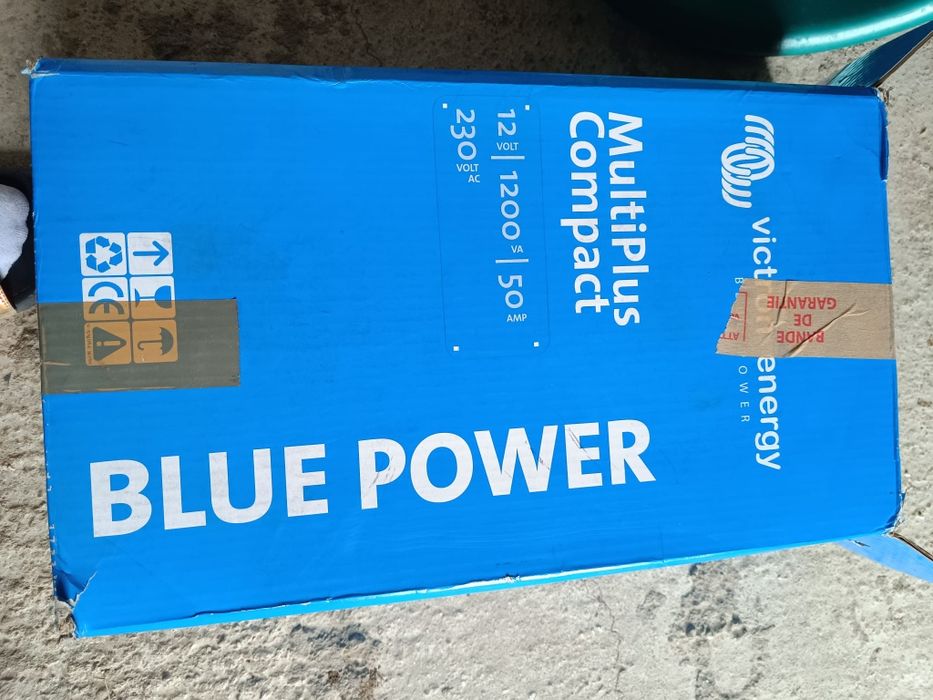 victron energy
BLUE POWER
BANDE
DE
GARANTIE
MultiPlus
Compact
12 VOLT | 1200 VA | 50 AMP
230 VOLT AC
BLUE POWER
CE